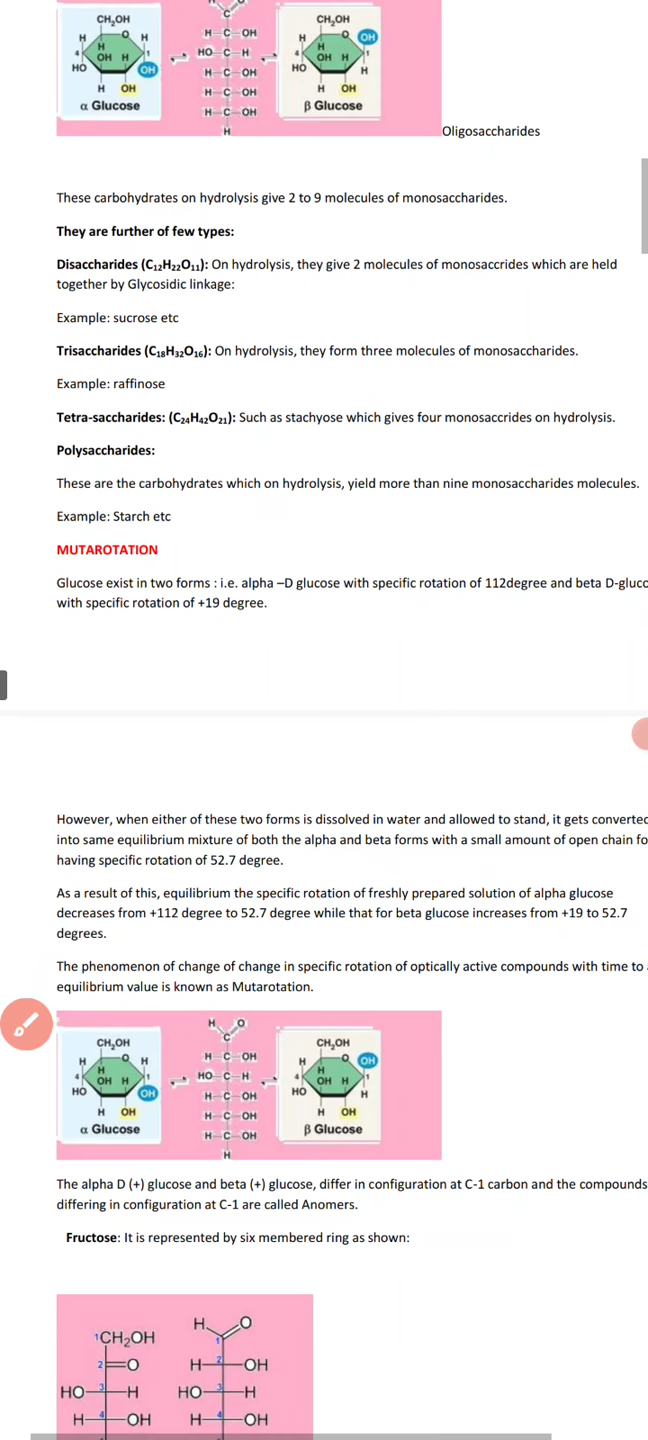 CH₂OH
H O H
H
4 OH H 1
HO OH
H OH
α Glucose
C
H-C-OH
HO-C-H
H-C-OH
H-C-OH
H-C-OH
H
CH₂OH
H O OH
H
4 OH H 1
HO H
H OH
β Glucose
Oligosaccharides
These carbohydrates on hydrolysis give 2 to 9 molecules of monosaccharides.
They are further of few types:
Disaccharides (C₁₂H₂₂O₁₁): On hydrolysis, they give 2 molecules of monosaccrides which are held
together by Glycosidic linkage:
Example: sucrose etc
Trisaccharides (C₁₈H₃₂O₁₆): On hydrolysis, they form three molecules of monosaccharides.
Example: raffinose
Tetra-saccharides: (C₂₄H₄₂O₂₁): Such as stachyose which gives four monosaccrides on hydrolysis.
Polysaccharides:
These are the carbohydrates which on hydrolysis, yield more than nine monosaccharides molecules.
Example: Starch etc
MUTAROTATION
Glucose exist in two forms : i.e. alpha –D glucose with specific rotation of 112degree and beta D-gluco
with specific rotation of +19 degree.
However, when either of these two forms is dissolved in water and allowed to stand, it gets converted
into same equilibrium mixture of both the alpha and beta forms with a small amount of open chain fo
having specific rotation of 52.7 degree.
As a result of this, equilibrium the specific rotation of freshly prepared solution of alpha glucose
decreases from +112 degree to 52.7 degree while that for beta glucose increases from +19 to 52.7
degrees.
The phenomenon of change of change in specific rotation of optically active compounds with time to
equilibrium value is known as Mutarotation.
CH₂OH
H O H
H
4 OH H 1
HO OH
H OH
α Glucose
H O
C
H-C-OH
HO-C-H
H-C-OH
H-C-OH
H-C-OH
H
CH₂OH
H O OH
H
4 OH H 1
HO H
H OH
β Glucose
The alpha D (+) glucose and beta (+) glucose, differ in configuration at C-1 carbon and the compounds
differing in configuration at C-1 are called Anomers.
Fructose: It is represented by six membered ring as shown:
1CH₂OH
2 =O
HO 3 H
H 4 OH
H O
1
H 2 OH
HO 3 H
H 4 OH